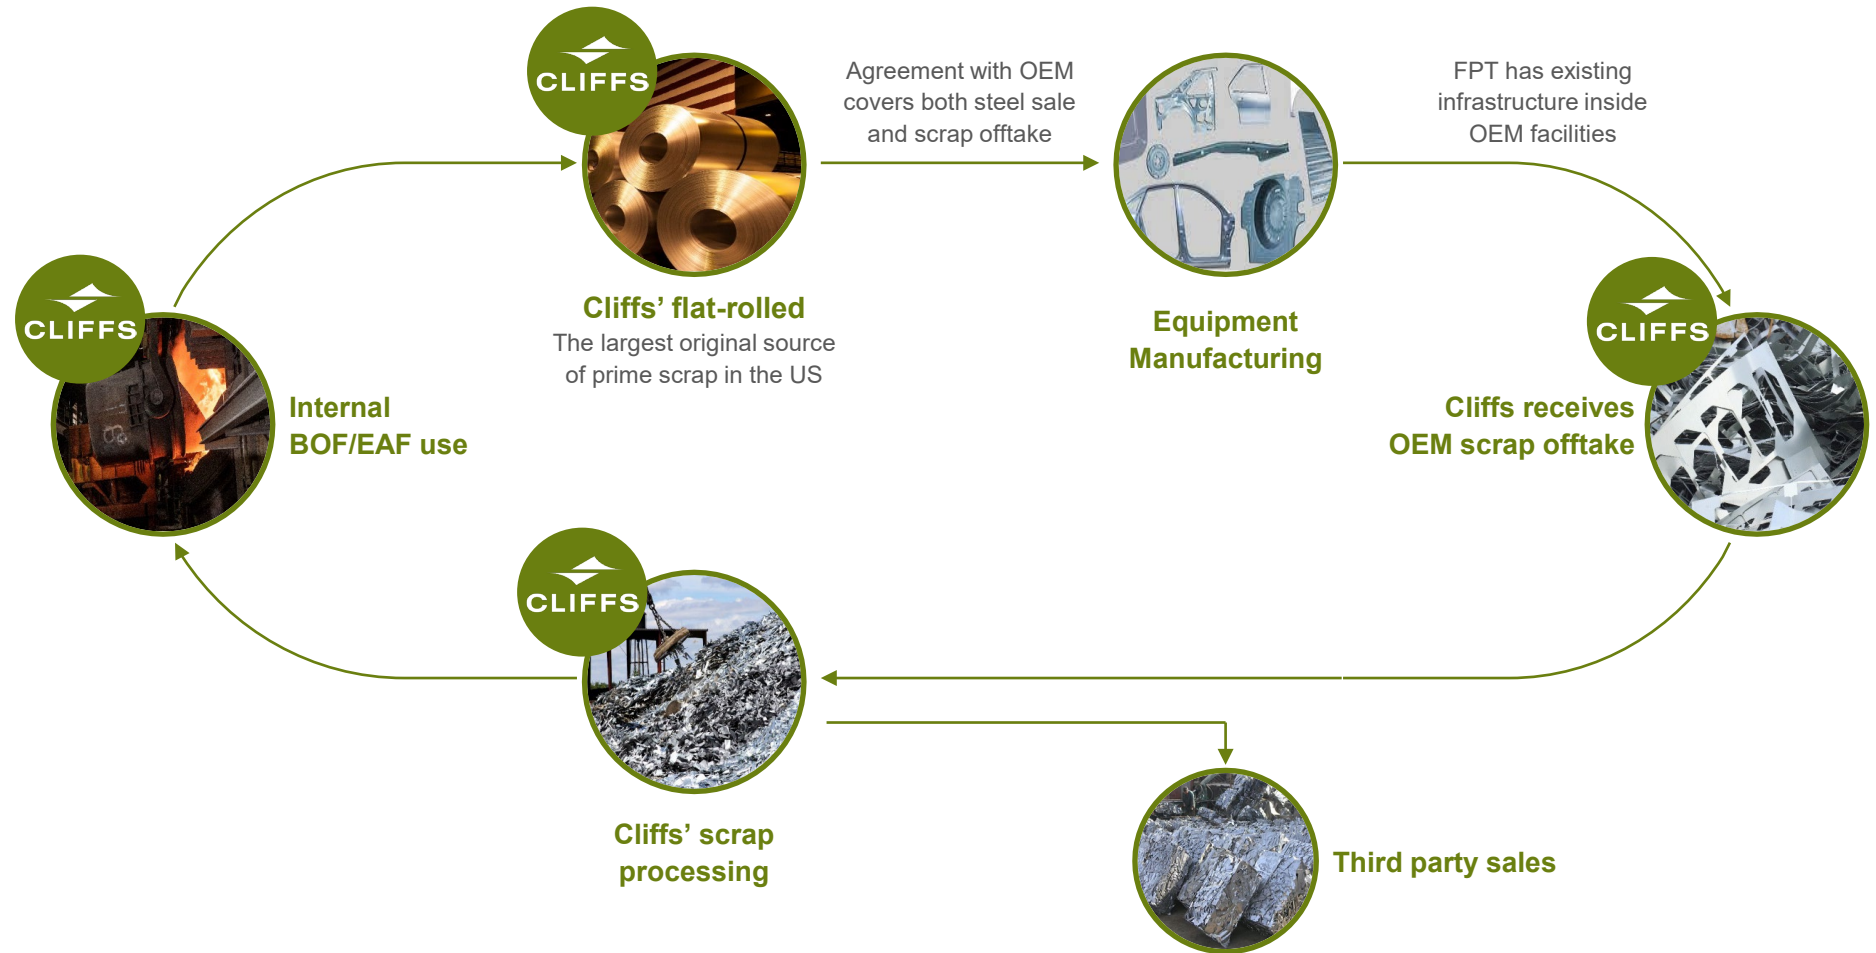 CLIFFS
Agreement with OEM
covers both steel sale
and scrap offtake
FPT has existing
infrastructure inside
OEM facilities
CLIFFS
Cliffs’ flat-rolled
The largest original source
of prime scrap in the US
Equipment
Manufacturing
CLIFFS
Internal
BOF/EAF use
Cliffs receives
OEM scrap offtake
CLIFFS
Cliffs’ scrap
processing
Third party sales